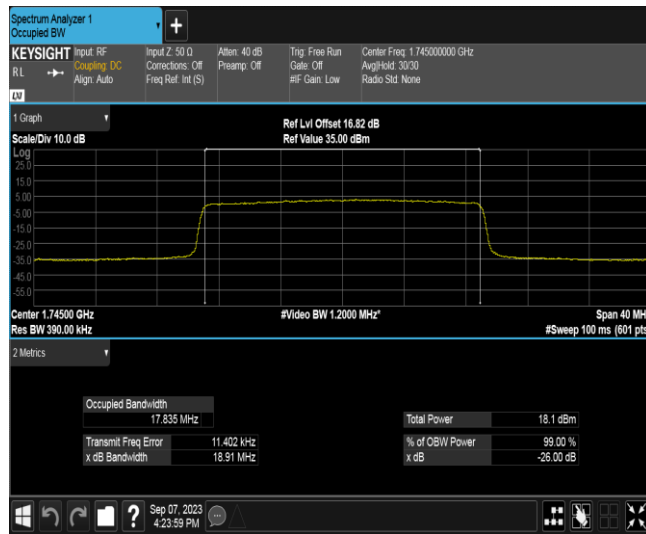 Spectrum Analyzer 1
Occupied BW
+
KEYSIGHT
RL
LXI
Input: RF
Coupling: DC
Align: Auto
Input Z: 50 Ω
Corrections: Off
Freq Ref: Int (S)
Atten: 40 dB
Preamp: Off
Trig: Free Run
Gate: Off
#IF Gain: Low
Center Freq: 1.745000000 GHz
Avg|Hold: 30/30
Radio Std: None
1 Graph
Scale/Div 10.0 dB
Ref Lvl Offset 16.82 dB
Ref Value 35.00 dBm
Log
25.0
15.0
5.00
-5.00
-15.0
-25.0
-35.0
-45.0
-55.0
Center 1.74500 GHz
Res BW 390.00 kHz
#Video BW 1.2000 MHz*
Span 40 MH
#Sweep 100 ms (601 pts
2 Metrics
Occupied Bandwidth
17.835 MHz
Transmit Freq Error 11.402 kHz
x dB Bandwidth 18.91 MHz
Total Power 18.1 dBm
% of OBW Power 99.00 %
x dB -26.00 dB
?
Sep 07, 2023
4:23:59 PM